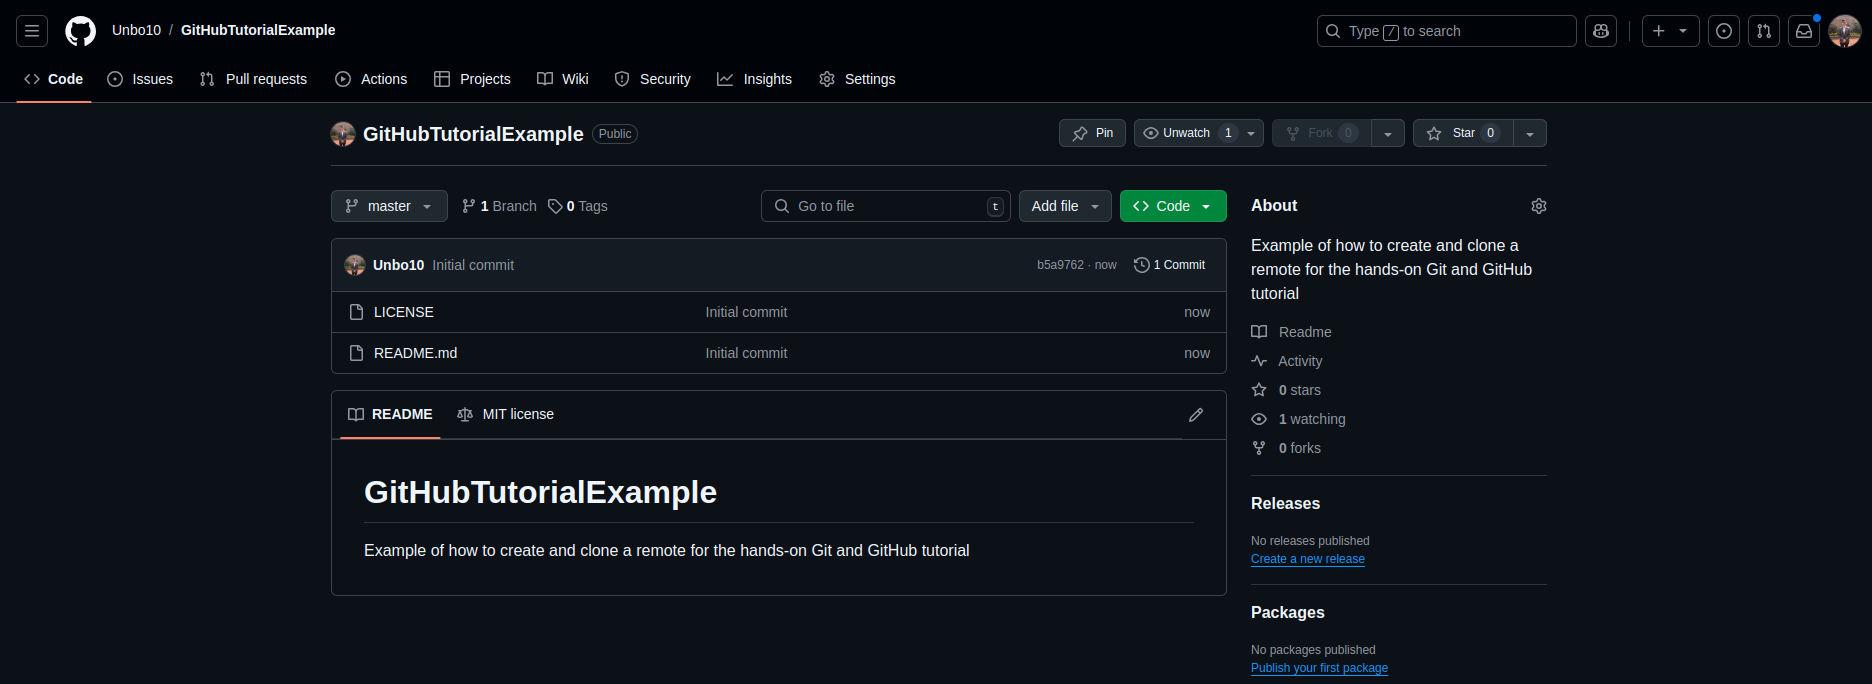 Unbo10 / GitHubTutorialExample
Type / to search
Code Issues Pull requests Actions Projects Wiki Security Insights Settings
GitHubTutorialExample Public
Pin Unwatch 1 Fork 0 Star 0
master 1 Branch 0 Tags
Go to file t Add file Code
Unbo10 Initial commit b5a9762 · now 1 Commit
LICENSE Initial commit now
README.md Initial commit now
README MIT license
GitHubTutorialExample
Example of how to create and clone a remote for the hands-on Git and GitHub tutorial
About
Example of how to create and clone a
remote for the hands-on Git and GitHub
tutorial
Readme
Activity
0 stars
1 watching
0 forks
Releases
No releases published
Create a new release
Packages
No packages published
Publish your first package